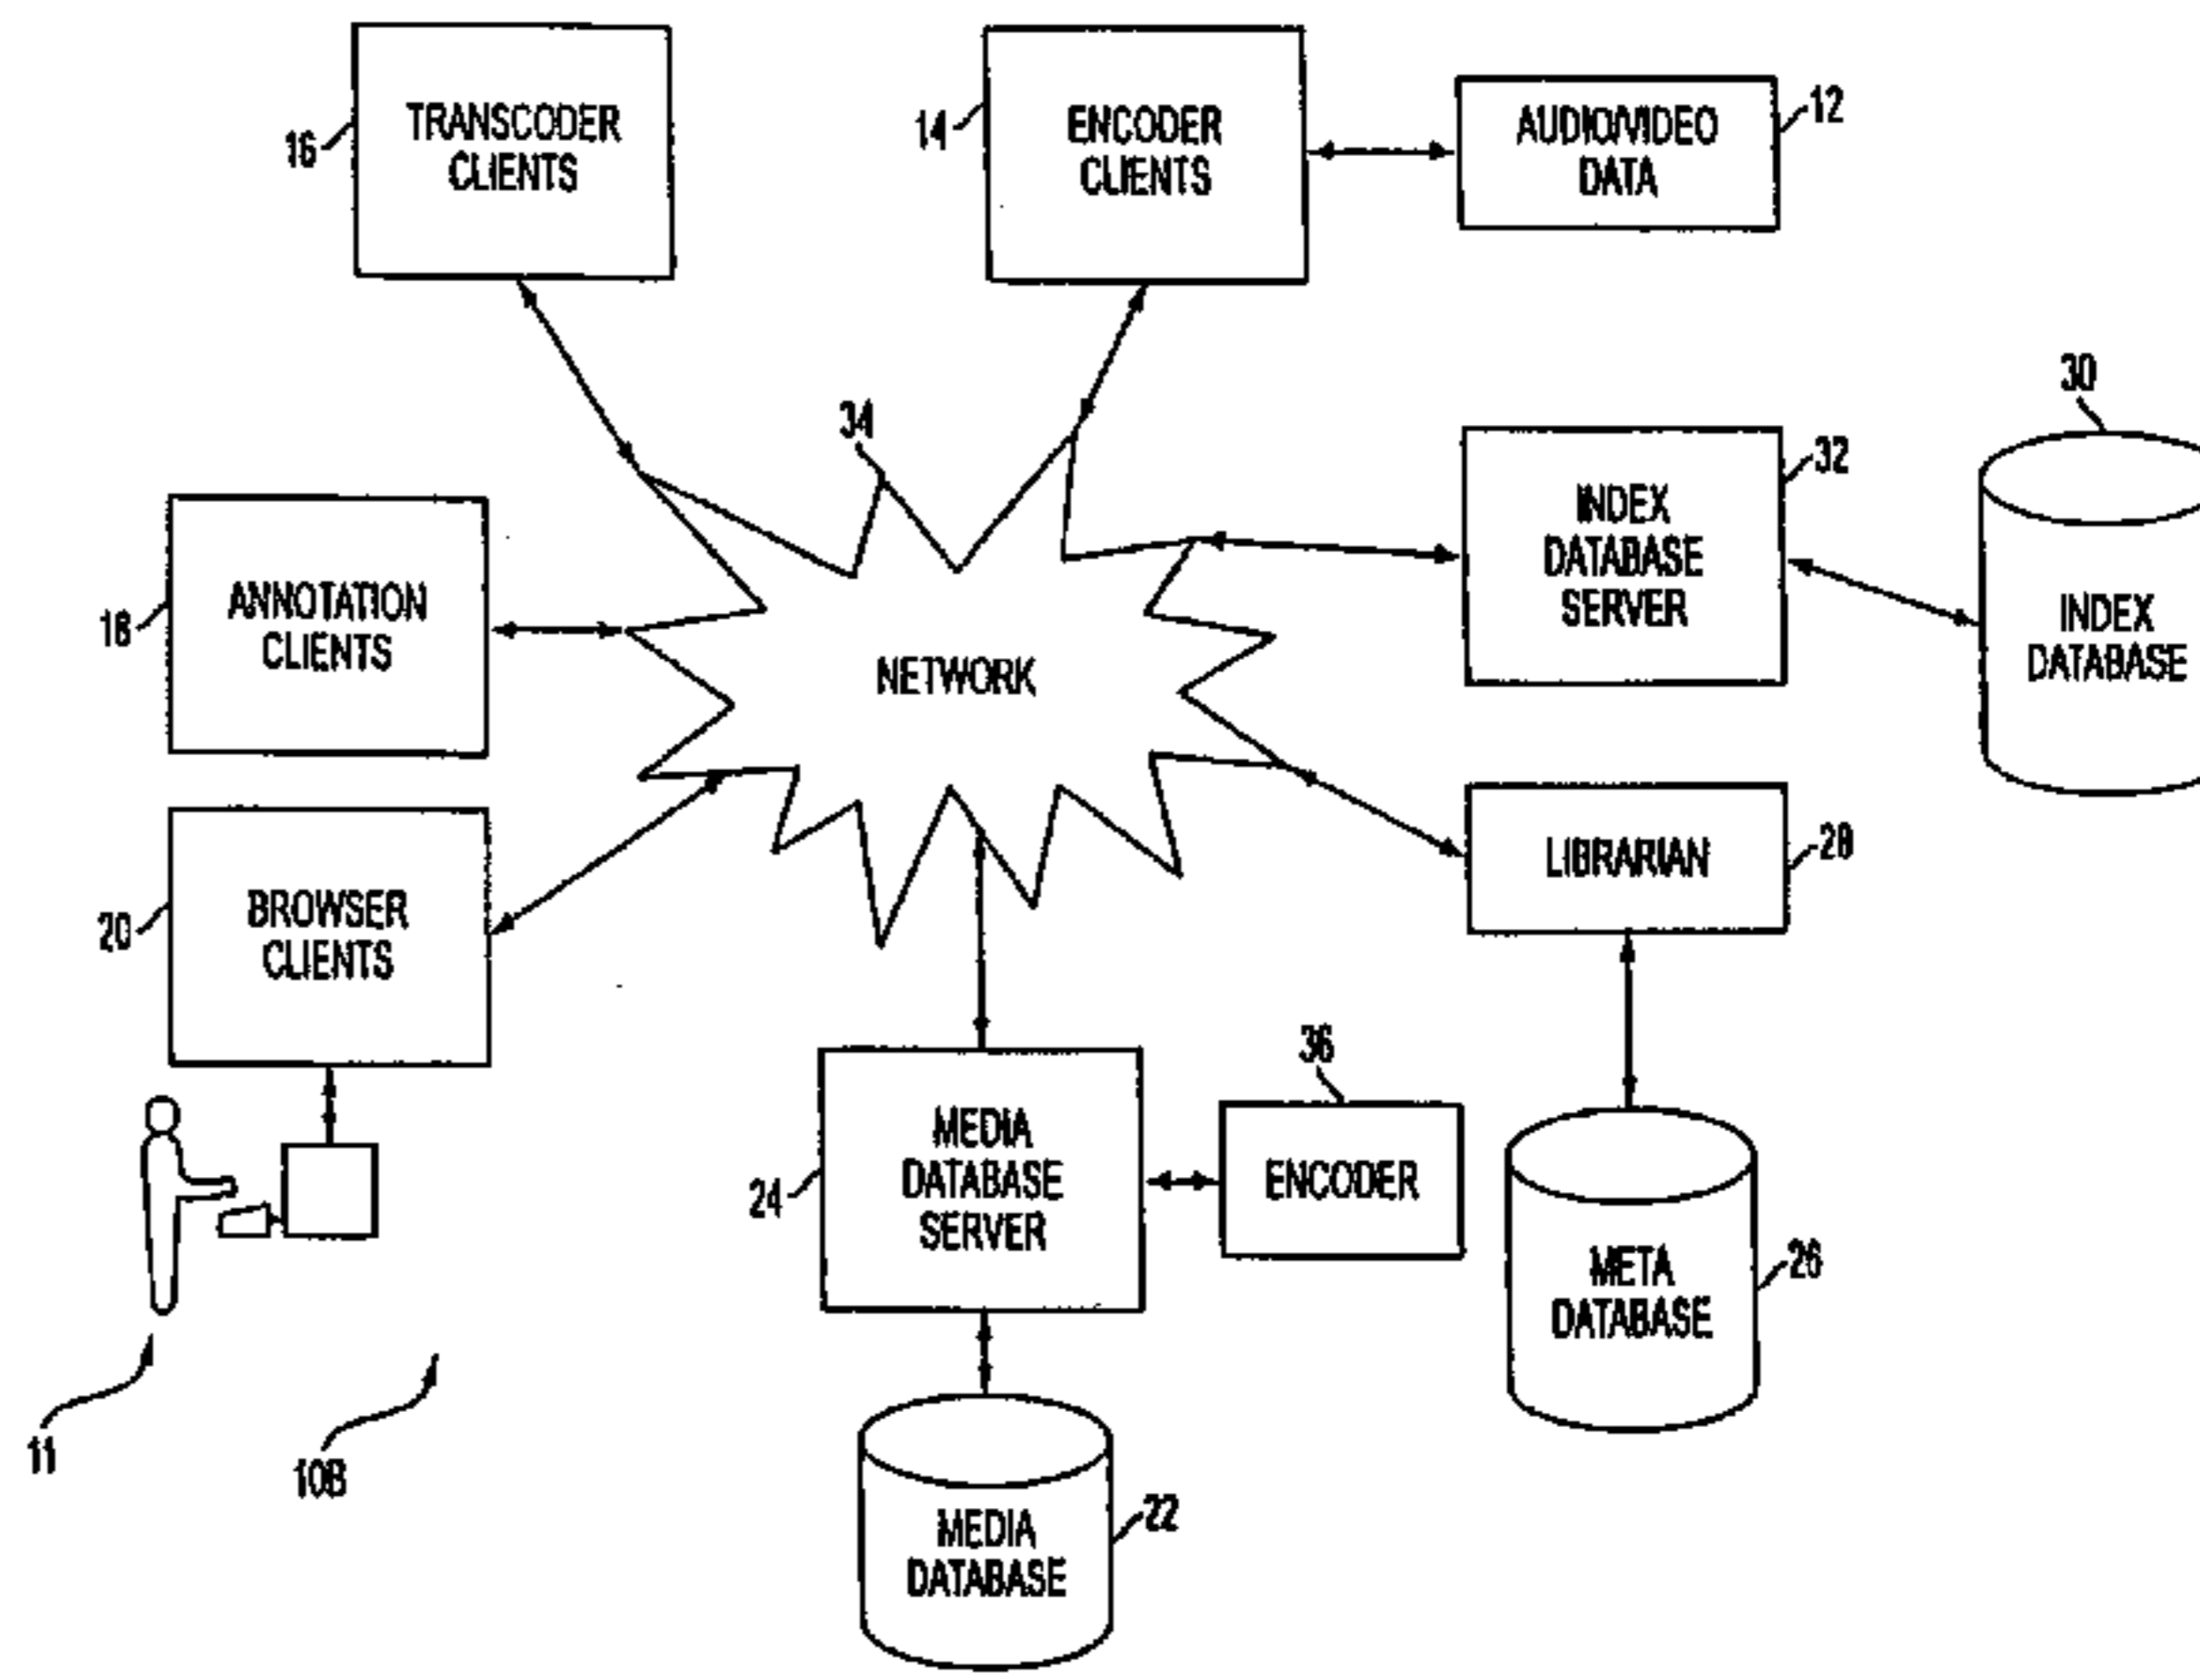 TRANSCODER
CLIENTS
16
ENCODER
CLIENTS
14
AUDIO/VIDEO
DATA
12
34
30
INDEX
DATABASE
SERVER
32
INDEX
DATABASE
ANNOTATION
CLIENTS
18
NETWORK
LIBRARIAN
28
BROWSER
CLIENTS
20
36
MEDIA
DATABASE
SERVER
24
ENCODER
META
DATABASE
26
11
10B
MEDIA
DATABASE
22